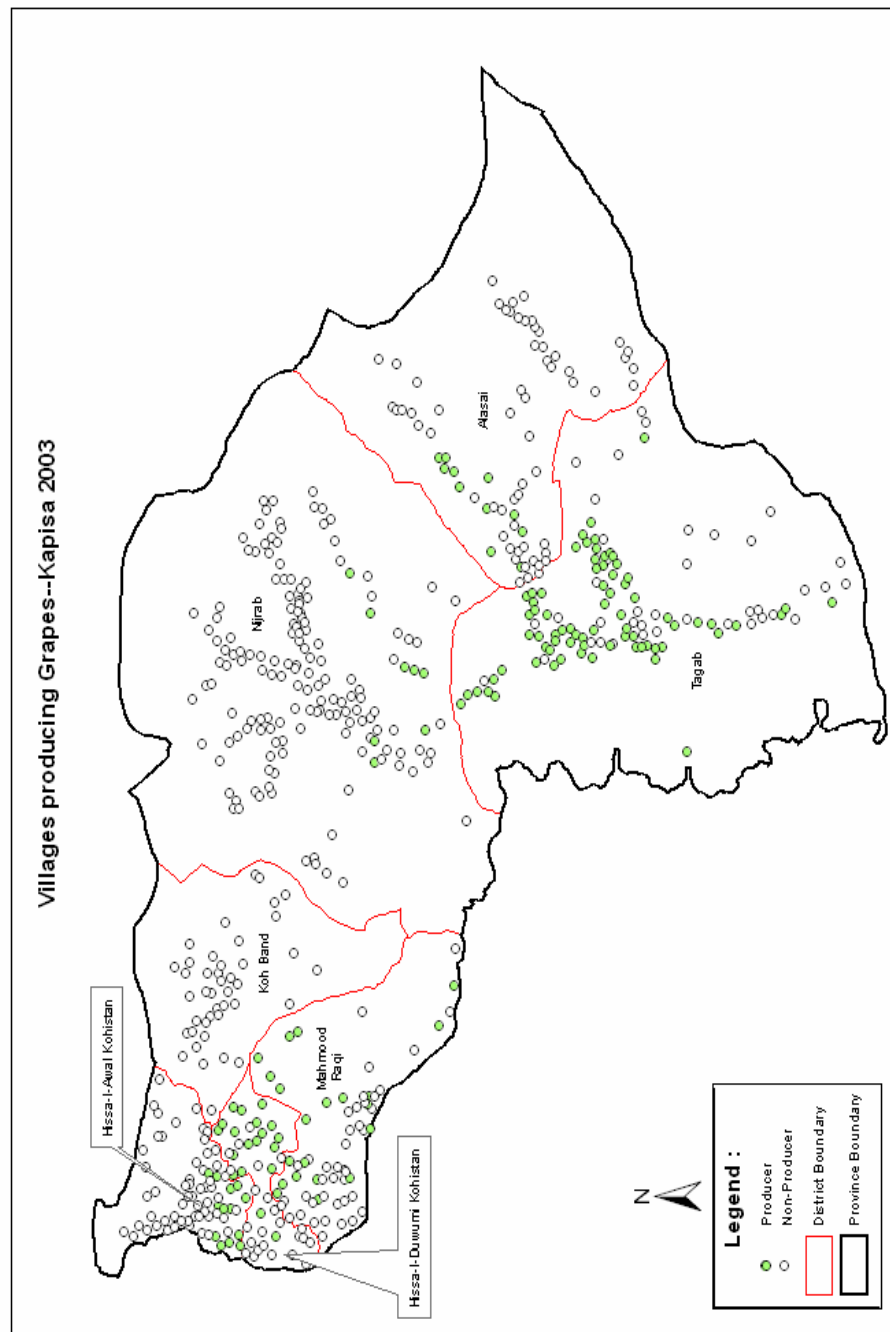 Villages producing Grapes--Kapisa 2003
Hissa-I-Awal Kohistan
Koh Band
Nijrab
Alasai
Mahmood
Raqi
Tagab
Hissa-I-Duwumi Kohistan
N
Legend :
Producer
Non-Producer
District Boundary
Province Boundary